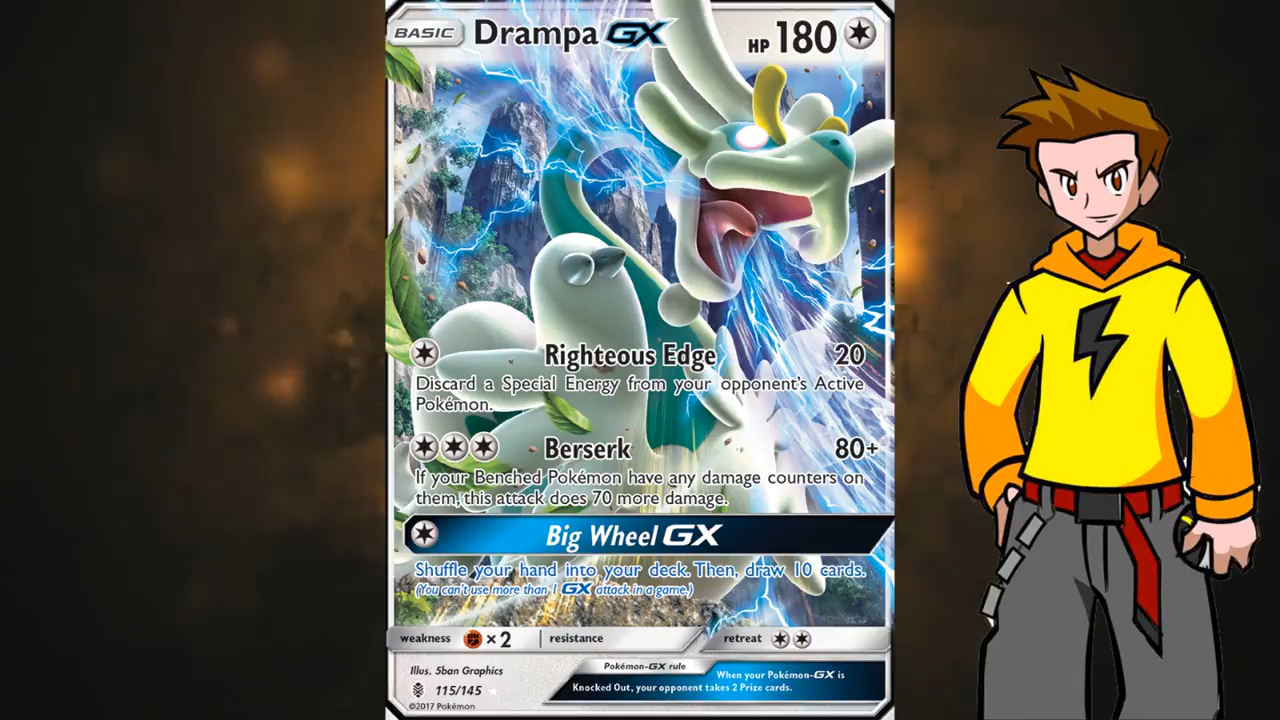 BASIC Drampa GX HP 180
Righteous Edge 20
Discard a Special Energy from your opponent's Active
Pokémon.
Berserk 80+
If your Benched Pokémon have any damage counters on
them, this attack does 70 more damage.
Big Wheel GX
Shuffle your hand into your deck. Then, draw 10 cards.
(You can't use more than 1 GX attack in a game.)
weakness ×2 resistance retreat
Illus. 5ban Graphics
115/145
©2017 Pokémon
Pokémon-GX rule
When your Pokémon-GX is
Knocked Out, your opponent takes 2 Prize cards.